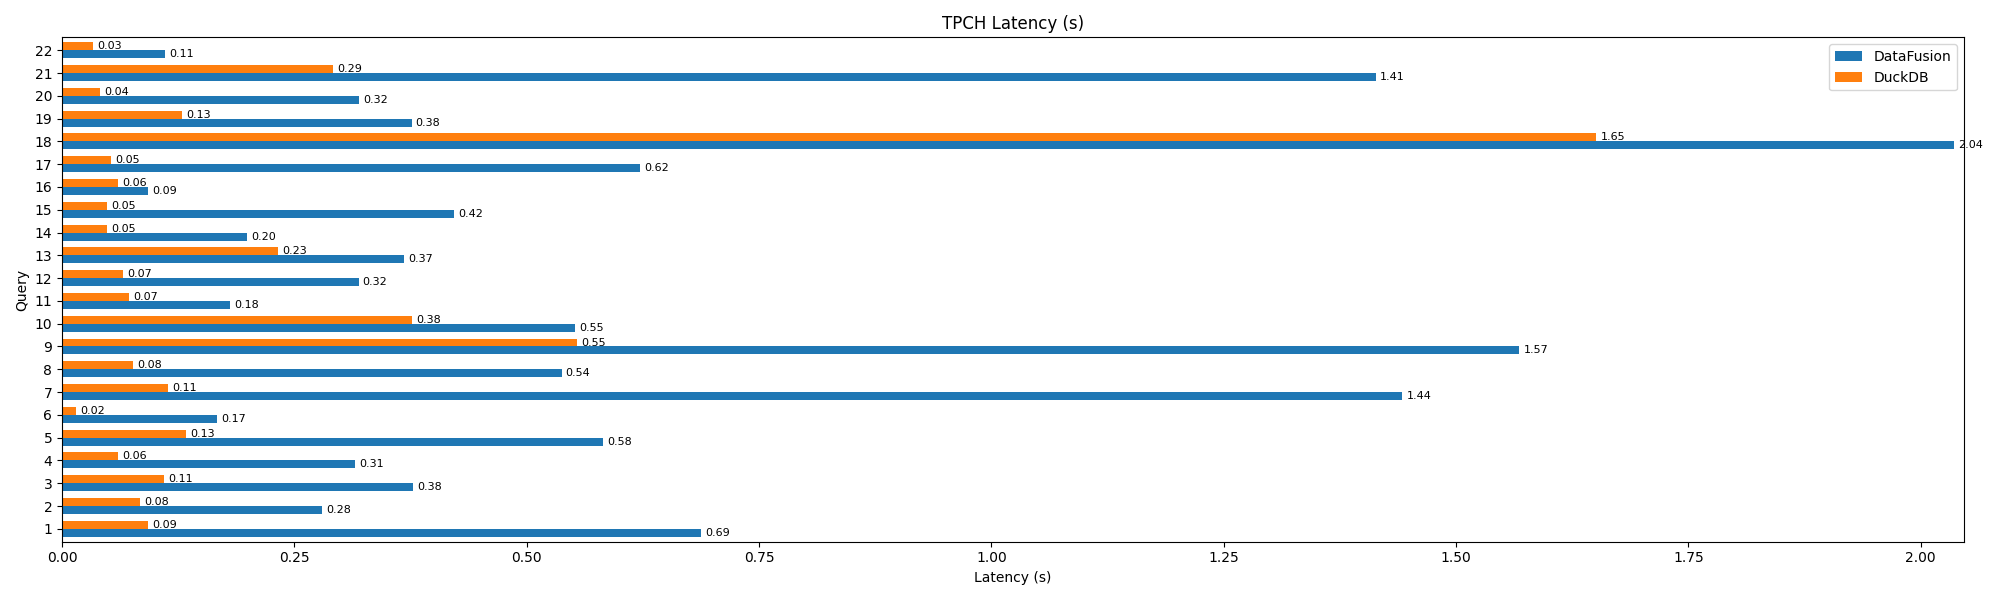 TPCH Latency (s)
DataFusion
DuckDB
Query
22 0.03 0.11
21 0.29 1.41
20 0.04 0.32
19 0.13 0.38
18 1.65 2.04
17 0.05 0.62
16 0.06 0.09
15 0.05 0.42
14 0.05 0.20
13 0.23 0.37
12 0.07 0.32
11 0.07 0.18
10 0.38 0.55
9 0.55 1.57
8 0.08 0.54
7 0.11 1.44
6 0.02 0.17
5 0.13 0.58
4 0.06 0.31
3 0.11 0.38
2 0.08 0.28
1 0.09 0.69
0.00 0.25 0.50 0.75 1.00 1.25 1.50 1.75 2.00
Latency (s)